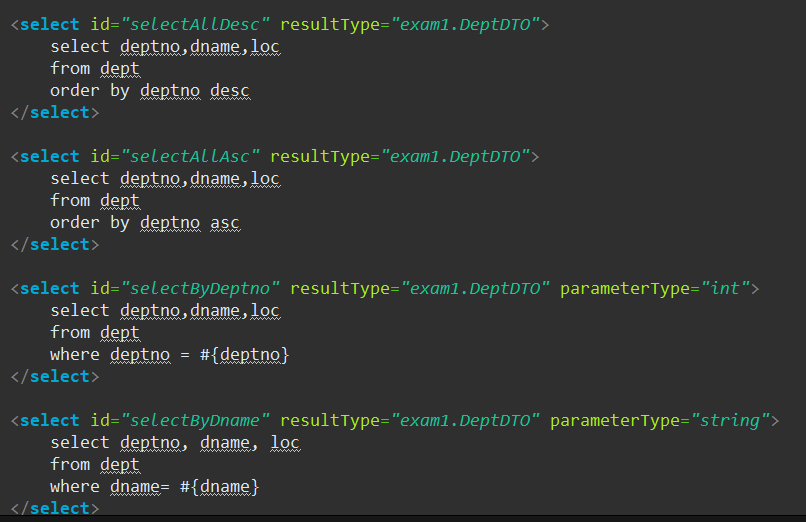 <select id="selectAllDesc" resultType="exam1.DeptDTO">
    select deptno,dname,loc
    from dept
    order by deptno desc
</select>
<select id="selectAllAsc" resultType="exam1.DeptDTO">
    select deptno,dname,loc
    from dept
    order by deptno asc
</select>
<select id="selectByDeptno" resultType="exam1.DeptDTO" parameterType="int">
    select deptno,dname,loc
    from dept
    where deptno = #{deptno}
</select>
<select id="selectByDname" resultType="exam1.DeptDTO" parameterType="string">
    select deptno, dname, loc
    from dept
    where dname= #{dname}
</select>